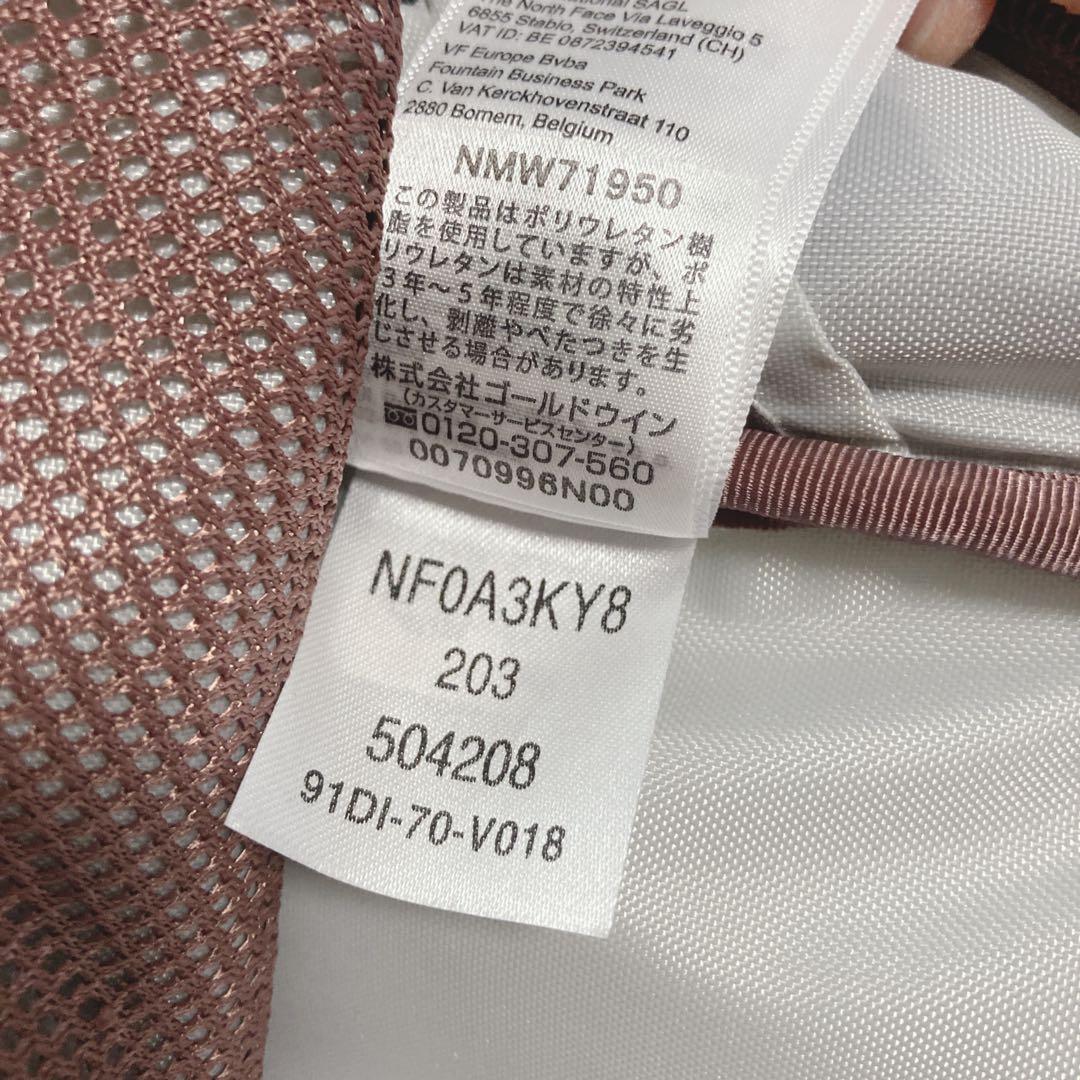 SAGL
North Face Via Laveggio 5
6855 Stabio, Switzerland (CH)
VAT ID: BE 0872394541
VF Europe Bvba
Fountain Business Park
C. Van Kerckhovenstraat 110
2880 Bornem, Belgium
NMW71950
この製品はポリウレタン樹
脂を使用していますが、ポ
リウレタンは素材の特性上
3年〜5年程度で徐々に劣
化し、剥離やべたつきを生
じさせる場合があります。
株式会社ゴールドウイン
(カスタマーサービスセンター)
0120-307-560
0070996N00
NF0A3KY8
203
504208
91DI-70-V018